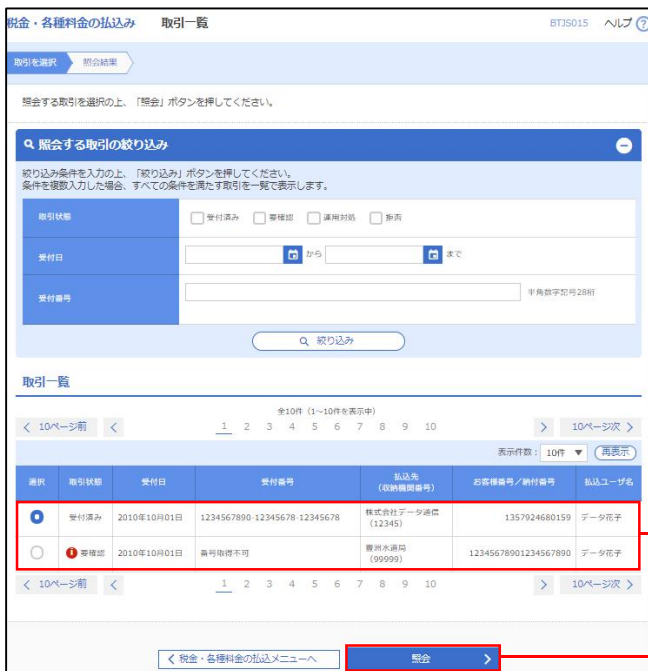 税金・各種料金の払込み 取引一覧 BTJS015 ヘルプ ?
取引を選択 照会結果
照会する取引を選択の上、「照会」ボタンを押してください。
照会する取引の絞り込み
絞り込み条件を入力の上、「絞り込み」ボタンを押してください。
条件を複数入力した場合、すべての条件を満たす取引を一覧で表示します。
取引状態 受付済み 要確認 運用対処 拒否
受付日 から まで
受付番号 半角数字記号28桁
絞り込み
取引一覧
全10件（1～10件を表示中）
< 10ページ前 < 1 2 3 4 5 6 7 8 9 10 > 10ページ次 >
表示件数： 10件 ▼ 再表示
選択 取引状態 受付日 受付番号 払込先（収納機関番号） お客様番号／納付番号 払込ユーザ名
受付済み 2010年10月01日 1234567890-12345678-12345678 株式会社データ通信（12345） 1357924680159 データ花子
! 要確認 2010年10月01日 番号取得不可 豊洲水道局（99999） 12345678901234567890 データ花子
< 10ページ前 < 1 2 3 4 5 6 7 8 9 10 > 10ページ次 >
< 税金・各種料金の払込メニューへ 照会 >